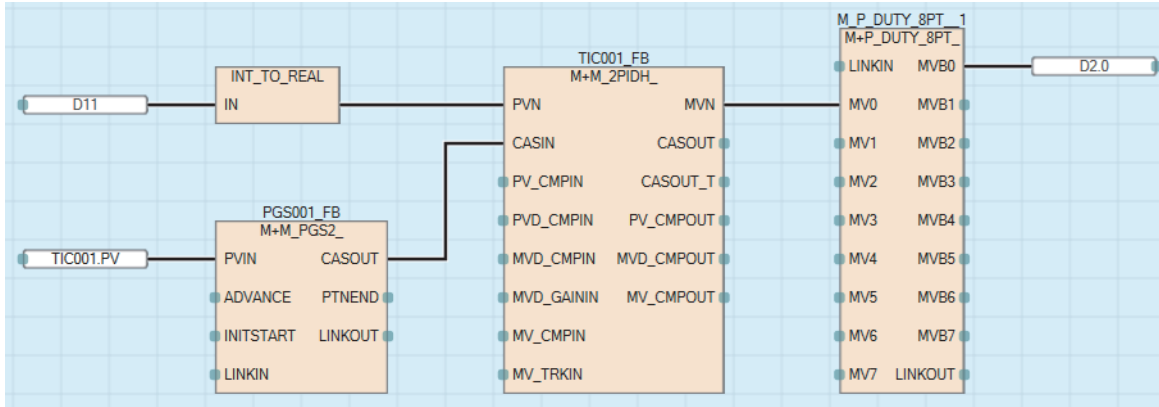 M_P_DUTY_8PT__1
M+P_DUTY_8PT_
LINKIN MVB0
D2.0
TIC001_FB
M+M_2PIDH_
INT_TO_REAL
D11
IN
PVN MVN
MV0 MVB1
CASIN CASOUT
MV1 MVB2
PV_CMPIN CASOUT_T
MV2 MVB3
PGS001_FB
M+M_PGS2_
PVD_CMPIN PV_CMPOUT
MV3 MVB4
TIC001.PV
PVIN CASOUT
MVD_CMPIN MVD_CMPOUT
MV4 MVB5
ADVANCE PTNEND
MVD_GAININ MV_CMPOUT
MV5 MVB6
INITSTART LINKOUT
MV_CMPIN
MV6 MVB7
LINKIN
MV_TRKIN
MV7 LINKOUT